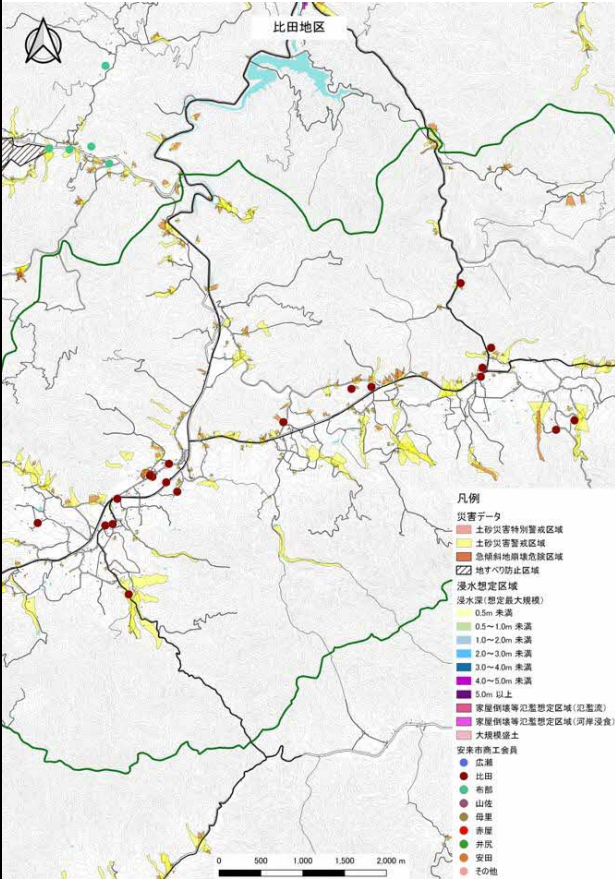 比田地区
凡例
災害データ
土砂災害特別警戒区域
土砂災害警戒区域
急傾斜地崩壊危険区域
地すべり防止区域
浸水想定区域
浸水深(想定最大規模)
0.5m 未満
0.5~1.0m 未満
1.0~2.0m 未満
2.0~3.0m 未満
3.0~4.0m 未満
4.0~5.0m 未満
5.0m 以上
家屋倒壊等氾濫想定区域(氾濫流)
家屋倒壊等氾濫想定区域(河岸浸食)
大規模盛土
安来市商工会員
広瀬
比田
布部
山佐
母里
赤屋
井尻
安田
その他
0 500 1,000 1,500 2,000 m